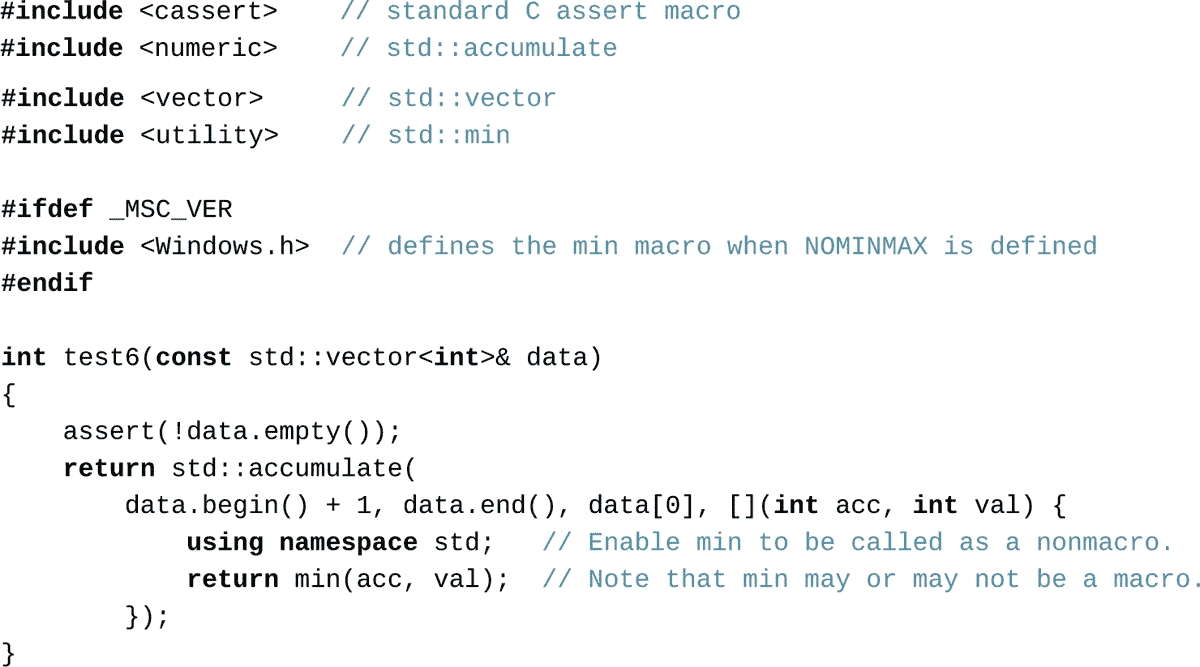 #include <cassert>    // standard C assert macro
#include <numeric>    // std::accumulate
#include <vector>     // std::vector
#include <utility>    // std::min
#ifdef _MSC_VER
#include <Windows.h>  // defines the min macro when NOMINMAX is defined
#endif
int test6(const std::vector<int>& data)
{
    assert(!data.empty());
    return std::accumulate(
        data.begin() + 1, data.end(), data[0], [](int acc, int val) {
            using namespace std;   // Enable min to be called as a nonmacro.
            return min(acc, val);  // Note that min may or may not be a macro.
        });
}